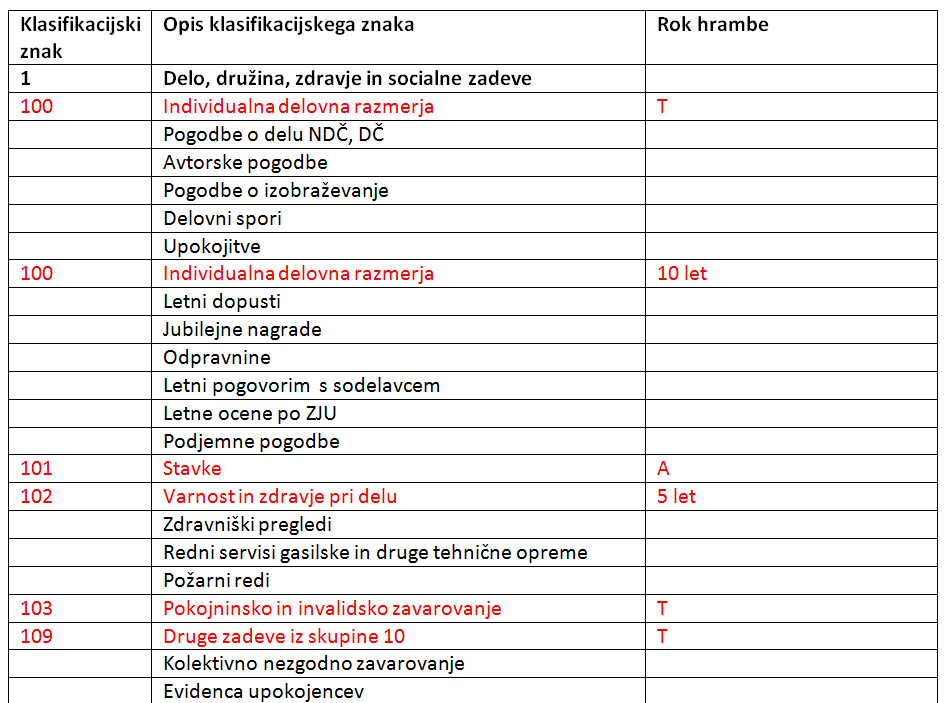 Klasifikacijski znak Opis klasifikacijskega znaka Rok hrambe
1 Delo, družina, zdravje in socialne zadeve
100 Individualna delovna razmerja T
Pogodbe o delu NDČ, DČ
Avtorske pogodbe
Pogodbe o izobraževanje
Delovni spori
Upokojitve
100 Individualna delovna razmerja 10 let
Letni dopusti
Jubilejne nagrade
Odpravnine
Letni pogovorim s sodelavcem
Letne ocene po ZJU
Podjemne pogodbe
101 Stavke A
102 Varnost in zdravje pri delu 5 let
Zdravniški pregledi
Redni servisi gasilske in druge tehnične opreme
Požarni redi
103 Pokojninsko in invalidsko zavarovanje T
109 Druge zadeve iz skupine 10 T
Kolektivno nezgodno zavarovanje
Evidenca upokojencev